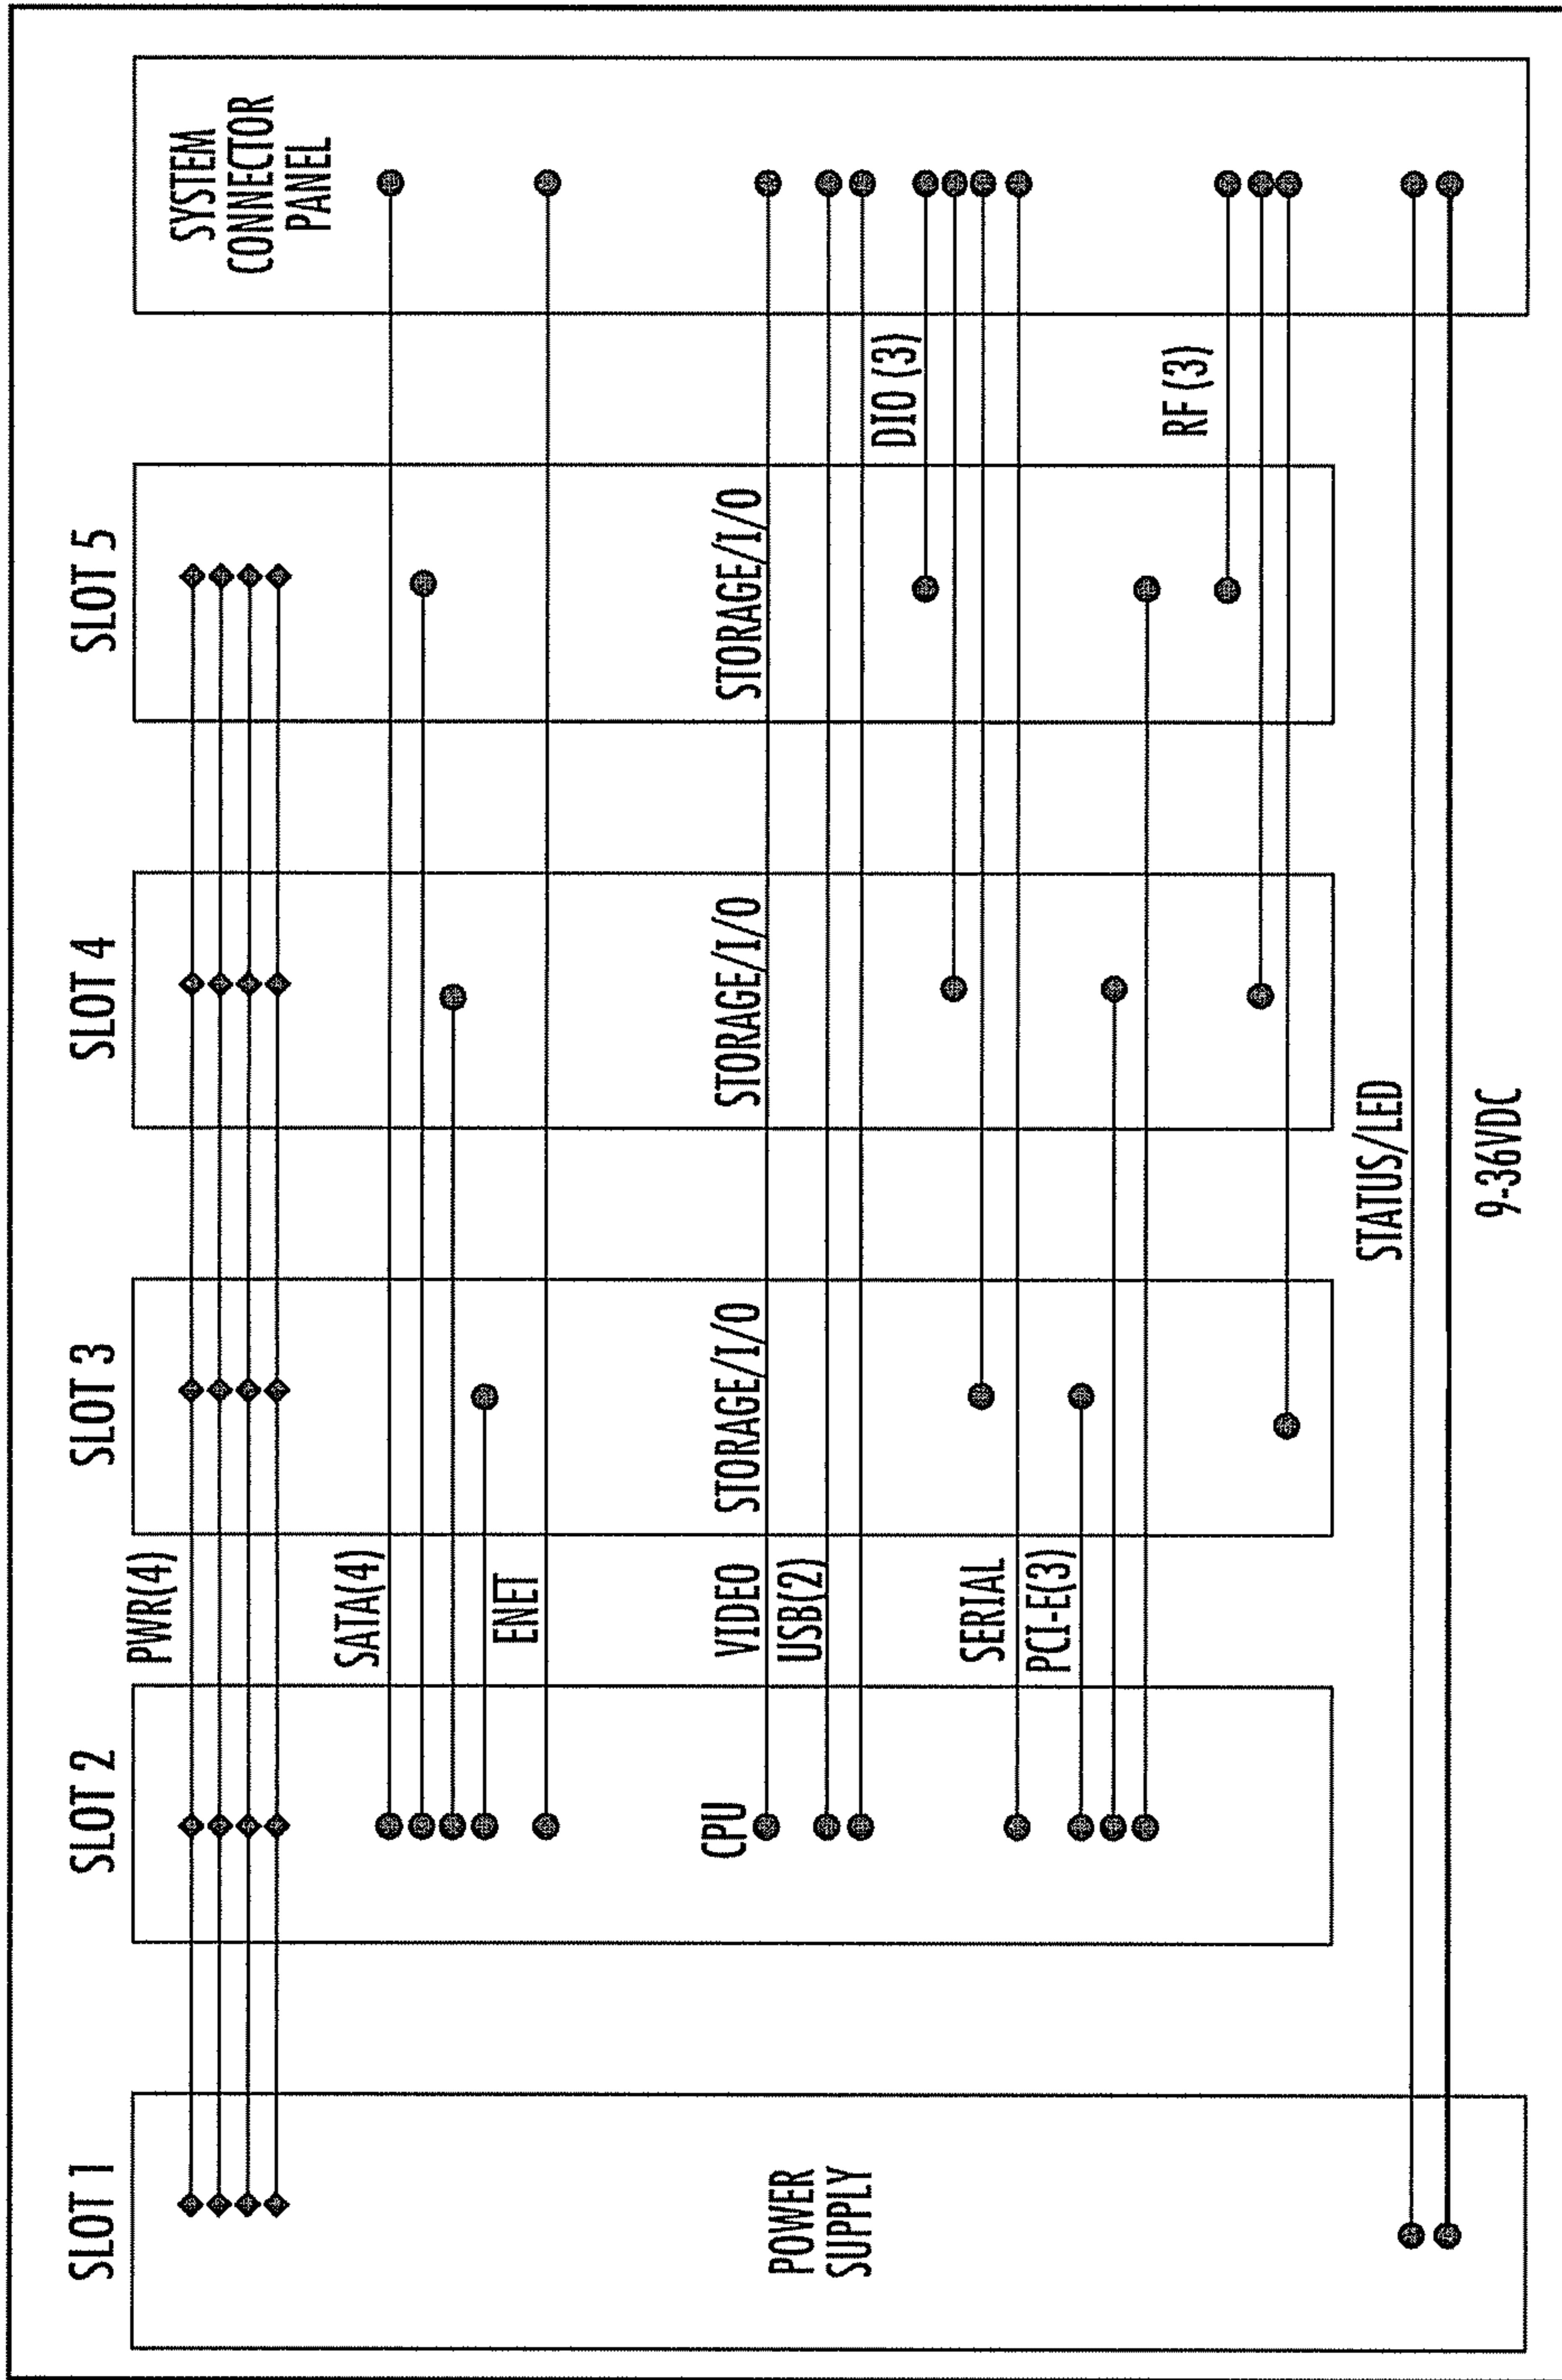 SLOT 1
SLOT 2
SLOT 3
SLOT 4
SLOT 5
SYSTEM
CONNECTOR
PANEL
PWR(4)
SATA(4)
ENET
CPU
VIDEO
USB(2)
STORAGE/I/O
STORAGE/I/O
STORAGE/I/O
POWER
SUPPLY
DIO (3)
SERIAL
PCI-E(3)
RF (3)
STATUS/LED
9-36VDC